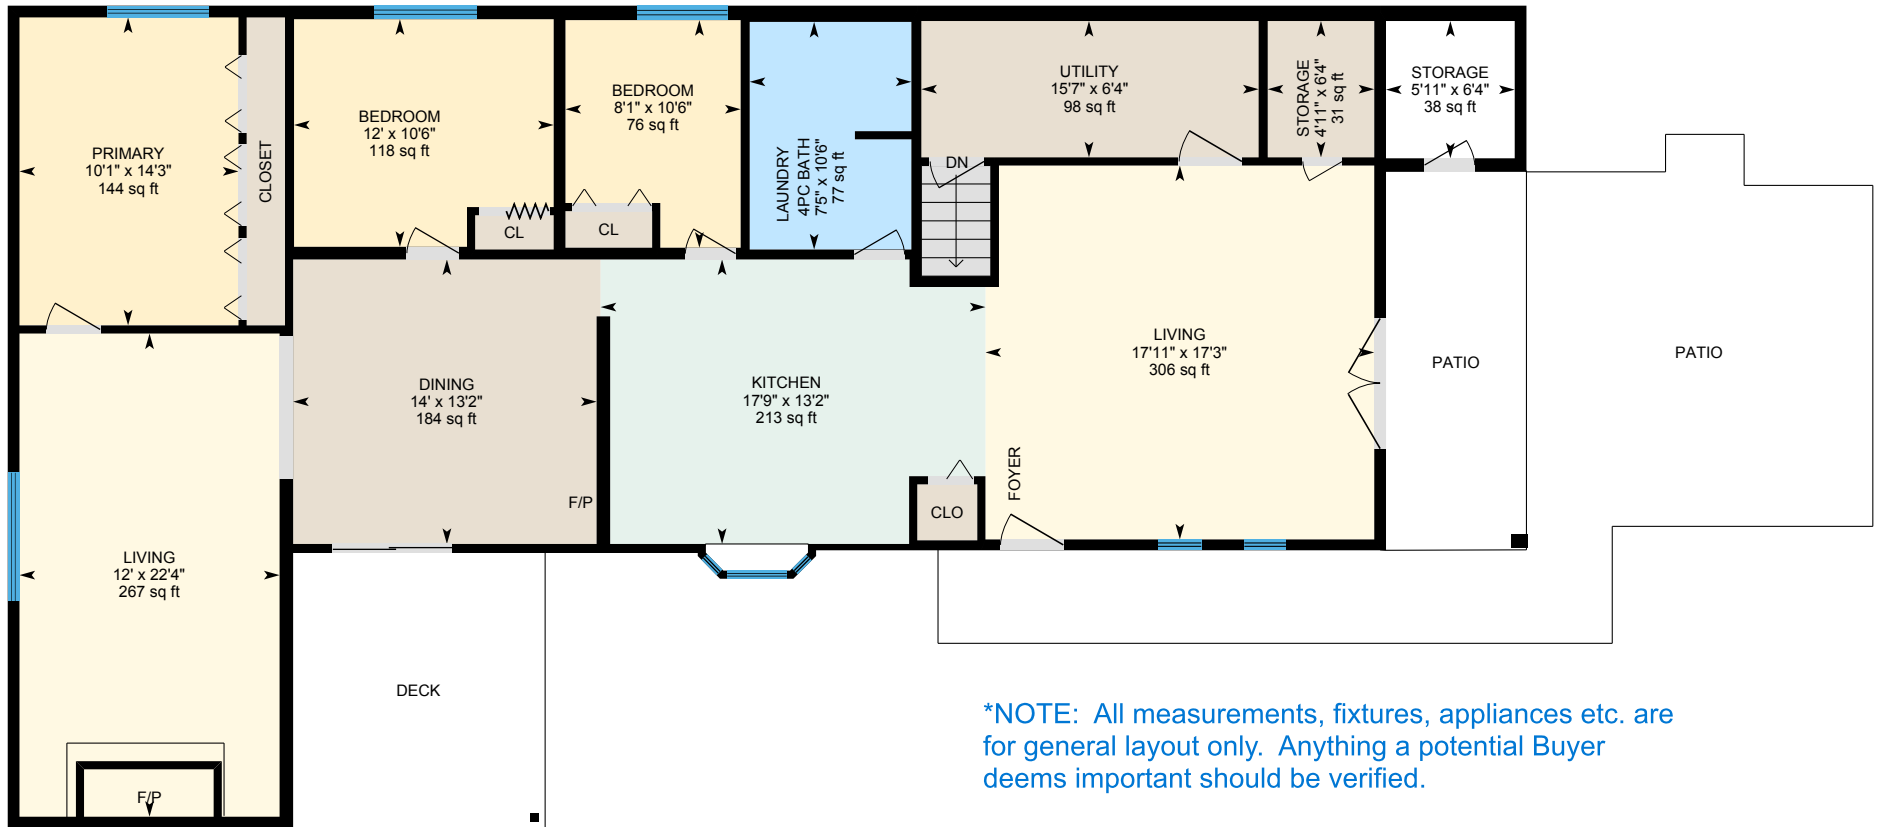 PRIMARY
10'1" x 14'3"
144 sq ft
CLOSET
BEDROOM
12' x 10'6"
118 sq ft
CL
BEDROOM
8'1" x 10'6"
76 sq ft
CL
LAUNDRY
4PC BATH
7'5" x 10'6"
77 sq ft
UTILITY
15'7" x 6'4"
98 sq ft
DN
STORAGE
4'11" x 6'4"
31 sq ft
STORAGE
5'11" x 6'4"
38 sq ft
DINING
14' x 13'2"
184 sq ft
F/P
KITCHEN
17'9" x 13'2"
213 sq ft
CLO
LIVING
17'11" x 17'3"
306 sq ft
FOYER
PATIO
PATIO
LIVING
12' x 22'4"
267 sq ft
F/P
DECK
*NOTE:  All measurements, fixtures, appliances etc. are
for general layout only.  Anything a potential Buyer
deems important should be verified.